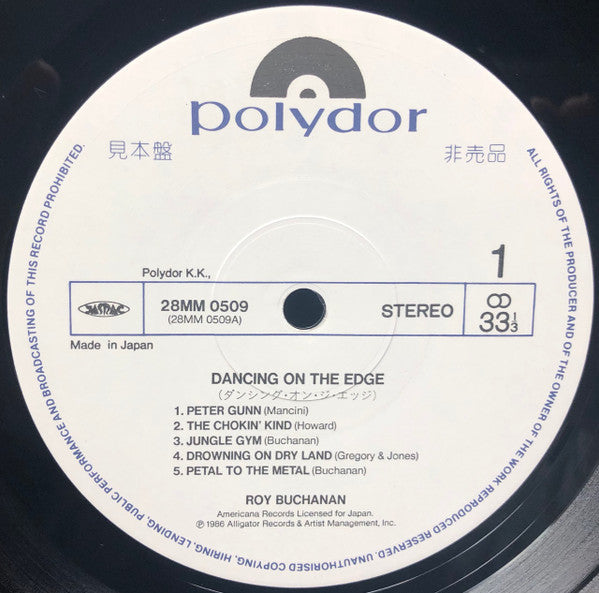 polydor
見本盤 非売品
1
Polydor K.K.,
JASRAC
28MM 0509
(28MM 0509A)
STEREO
33 1/3
Made in Japan
DANCING ON THE EDGE
(ダンシング・オン・ジ・エッジ)
1. PETER GUNN (Mancini)
2. THE CHOKIN' KIND (Howard)
3. JUNGLE GYM (Buchanan)
4. DROWNING ON DRY LAND (Gregory & Jones)
5. PETAL TO THE METAL (Buchanan)
ROY BUCHANAN
Americana Records Licensed for Japan.
℗ 1986 Alligator Records & Artist Management, Inc.
ALL RIGHTS OF THE PRODUCER AND OF THE OWNER OF THE WORK REPRODUCED RESERVED. UNAUTHORISED COPYING, HIRING, LENDING, PUBLIC PERFORMANCE AND BROADCASTING OF THIS RECORD PROHIBITED.